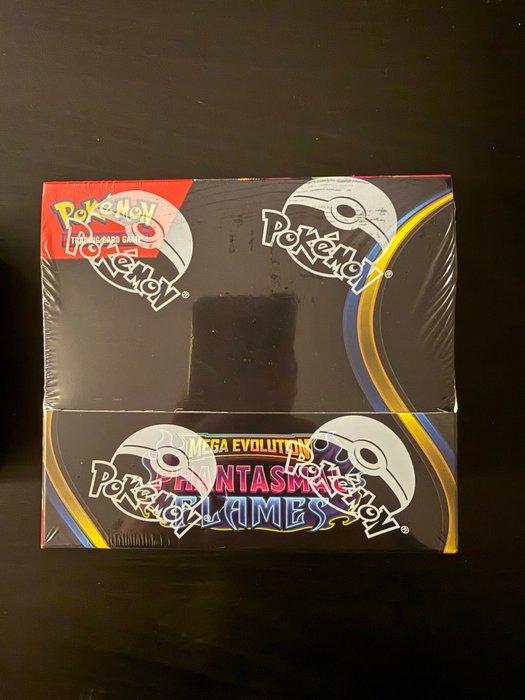 POKéMON
TRADING CARD GAME
POKéMON®
POKéMON®
MEGA EVOLUTION
PHANTASMAL
FLAMES
POKéMON®
POKéMON®